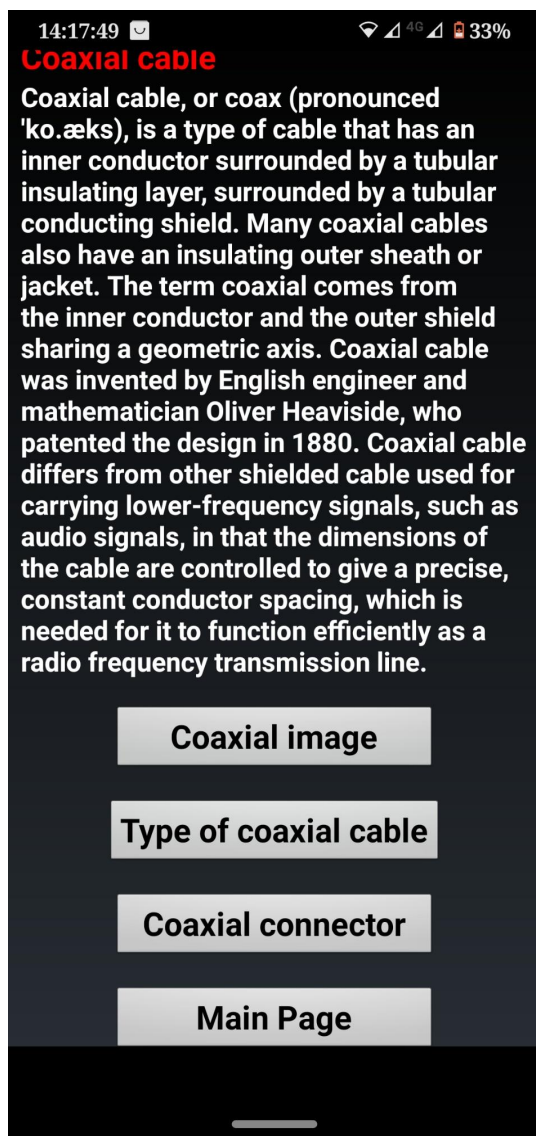 14:17:49 4G 33%
Coaxial cable
Coaxial cable, or coax (pronounced
'ko.æks), is a type of cable that has an
inner conductor surrounded by a tubular
insulating layer, surrounded by a tubular
conducting shield. Many coaxial cables
also have an insulating outer sheath or
jacket. The term coaxial comes from
the inner conductor and the outer shield
sharing a geometric axis. Coaxial cable
was invented by English engineer and
mathematician Oliver Heaviside, who
patented the design in 1880. Coaxial cable
differs from other shielded cable used for
carrying lower-frequency signals, such as
audio signals, in that the dimensions of
the cable are controlled to give a precise,
constant conductor spacing, which is
needed for it to function efficiently as a
radio frequency transmission line.
Coaxial image
Type of coaxial cable
Coaxial connector
Main Page